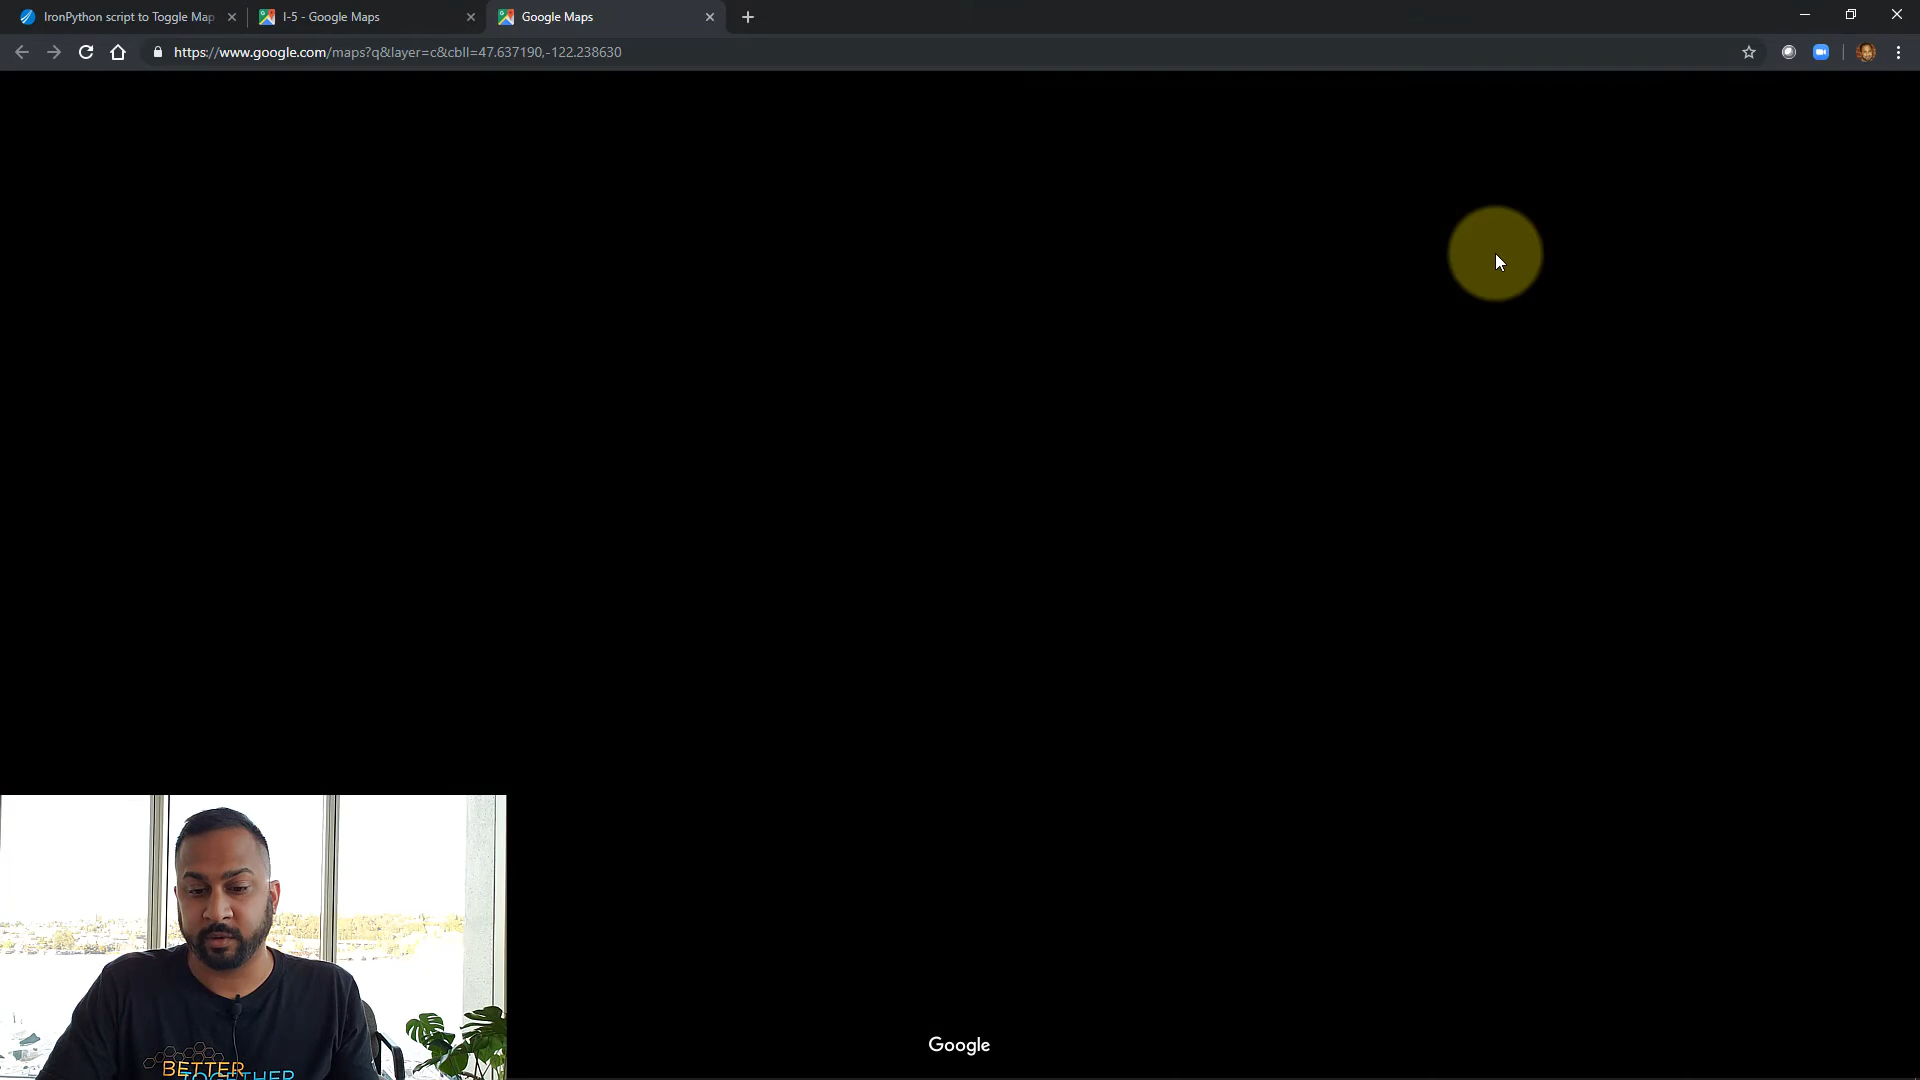 IronPython script to Toggle Map
I-5 - Google Maps
Google Maps
https://www.google.com/maps?q&layer=c&cbll=47.637190,-122.238630
Google
BETTER
TOGETHER